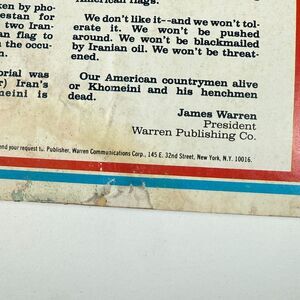 ken by pho-
estan for
two Iran-
an flag to
n the occu-
n.
orial was
r) Iran's
meini is
American flags.
We don't like it--and we won't tol-
erate it. We won't be pushed
around. We won't be blackmailed
by Iranian oil. We won't be threat-
ened.
Our American countrymen alive
or Khomeini and his henchmen
dead.
James Warren
President
Warren Publishing Co.
end your request to: Publisher, Warren Communications Corp., 145 E. 32nd Street, New York, N.Y. 10016.